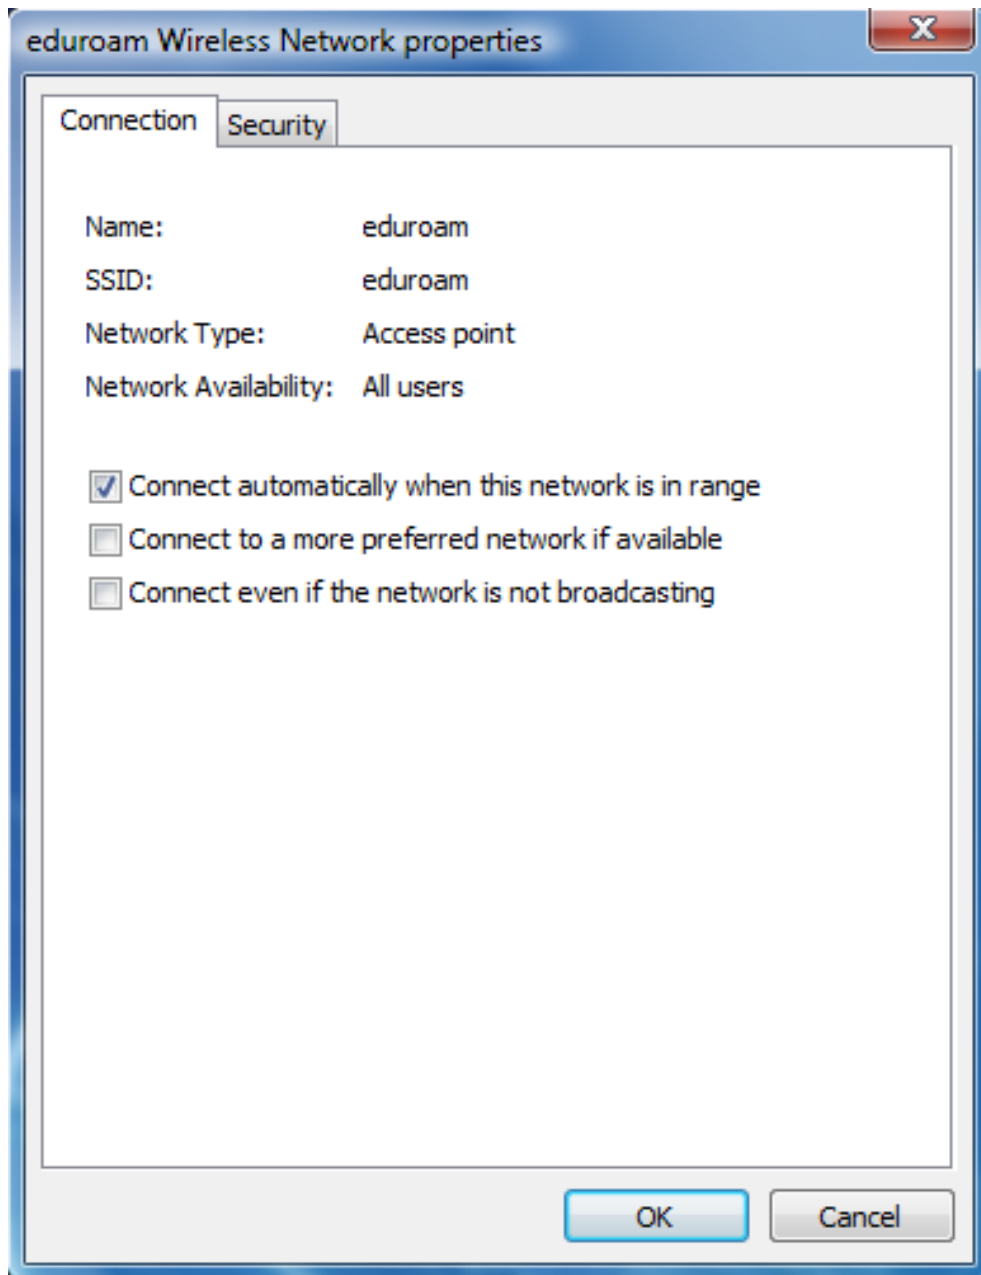 eduroam Wireless Network properties
Connection Security
Name: eduroam
SSID: eduroam
Network Type: Access point
Network Availability: All users
Connect automatically when this network is in range
Connect to a more preferred network if available
Connect even if the network is not broadcasting
OK Cancel